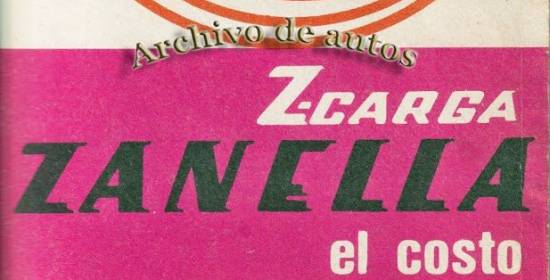 Archivo de autos
Z-CARGA
ZANELLA
el costo